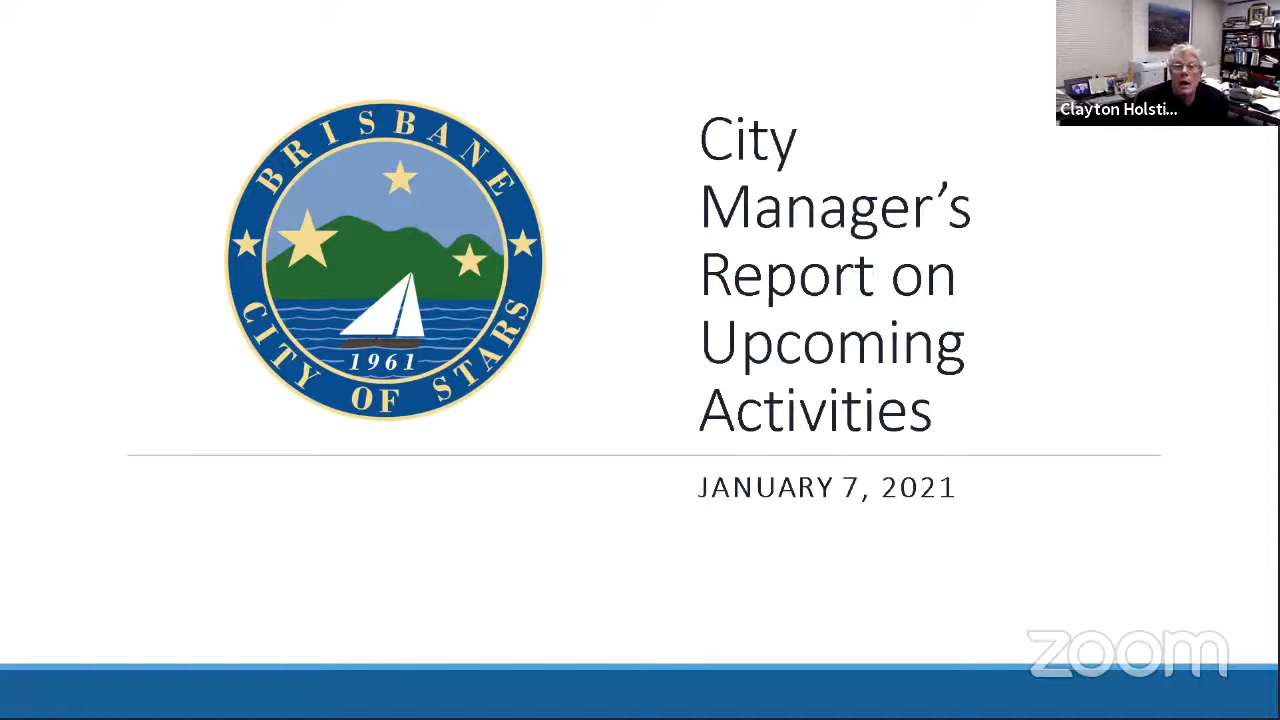 BRISBANE
CITY OF STARS
1961
City
Manager’s
Report on
Upcoming
Activities
JANUARY 7, 2021
Clayton Holsti...
zoom